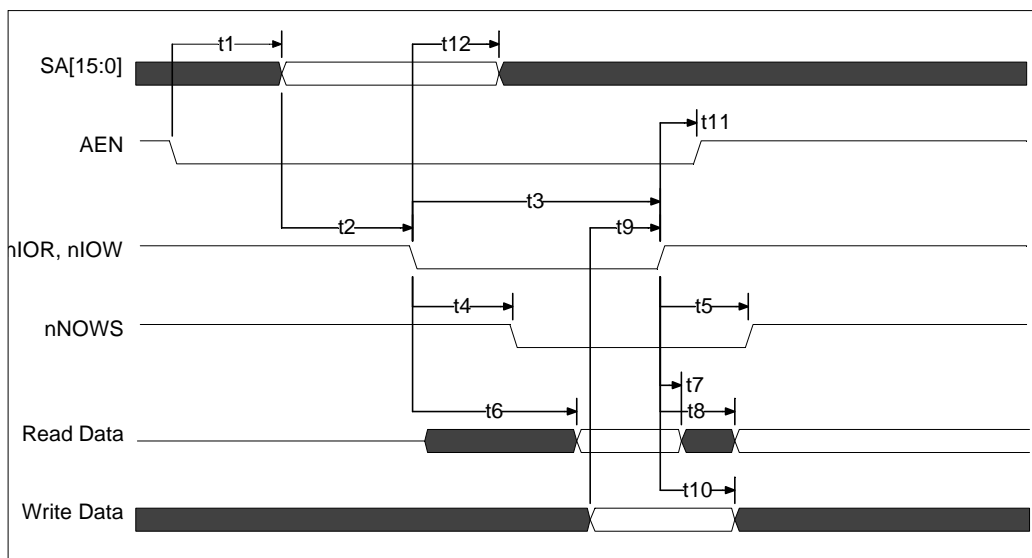 t1
t12
SA[15:0]
t11
AEN
t3
t2
t9
nIOR, nIOW
t4
t5
nNOWS
t7
t6
t8
Read Data
t10
Write Data